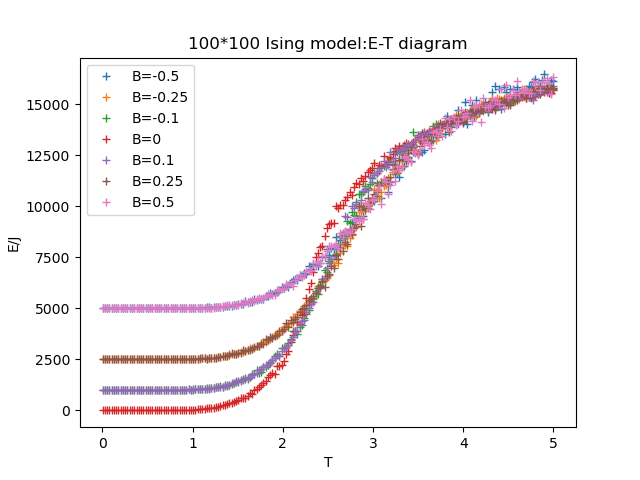 100*100 Ising model:E-T diagram
B=-0.5
B=-0.25
B=-0.1
B=0
B=0.1
B=0.25
B=0.5
15000
12500
10000
7500
5000
2500
0
E/J
0 1 2 3 4 5
T